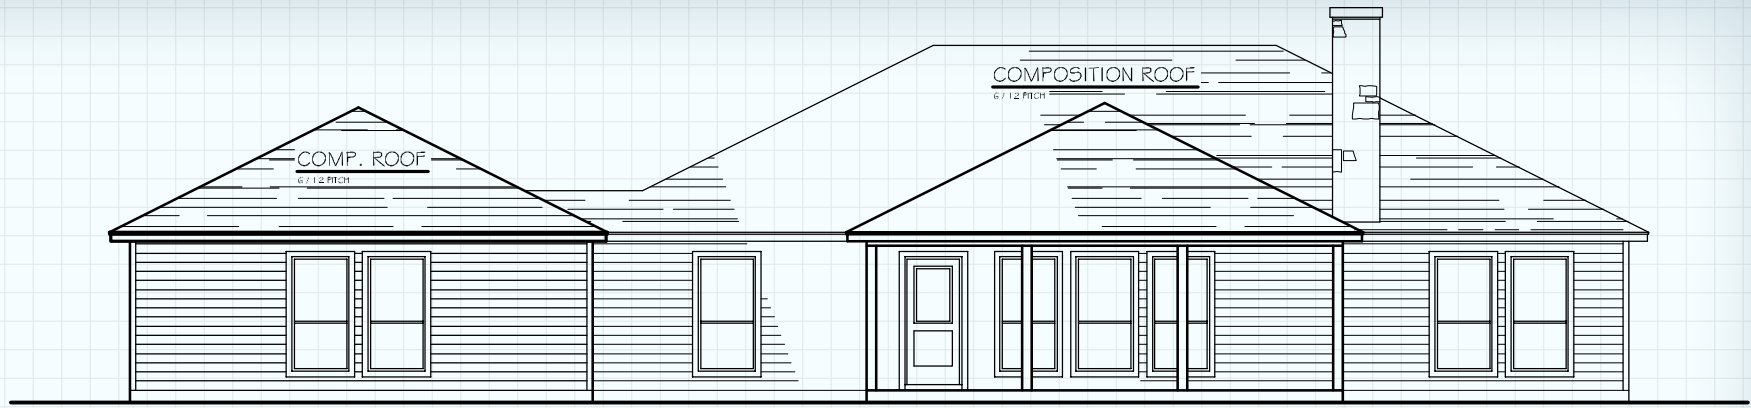 COMPOSITION ROOF
6 / 12 PITCH
COMP. ROOF
6 / 12 PITCH